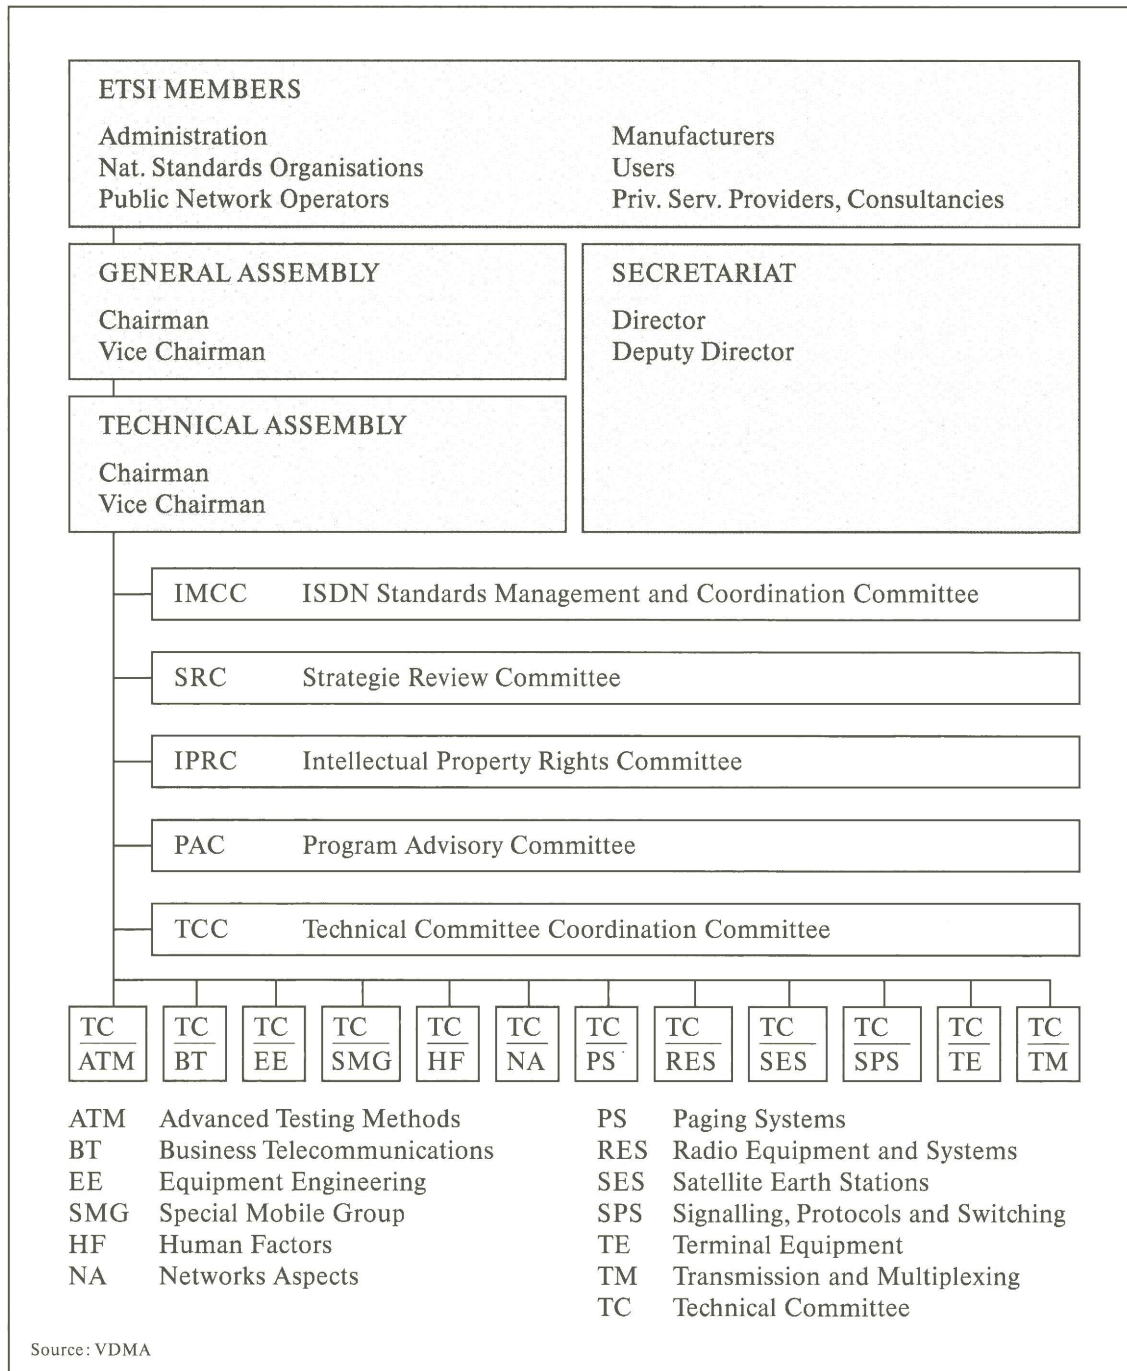 ETSI MEMBERS
Administration
Nat. Standards Organisations
Public Network Operators
Manufacturers
Users
Priv. Serv. Providers, Consultancies
GENERAL ASSEMBLY
Chairman
Vice Chairman
SECRETARIAT
Director
Deputy Director
TECHNICAL ASSEMBLY
Chairman
Vice Chairman
IMCC ISDN Standards Management and Coordination Committee
SRC Strategie Review Committee
IPRC Intellectual Property Rights Committee
PAC Program Advisory Committee
TCC Technical Committee Coordination Committee
TC
ATM
TC
BT
TC
EE
TC
SMG
TC
HF
TC
NA
TC
PS
TC
RES
TC
SES
TC
SPS
TC
TE
TC
TM
ATM Advanced Testing Methods
BT Business Telecommunications
EE Equipment Engineering
SMG Special Mobile Group
HF Human Factors
NA Networks Aspects
PS Paging Systems
RES Radio Equipment and Systems
SES Satellite Earth Stations
SPS Signalling, Protocols and Switching
TE Terminal Equipment
TM Transmission and Multiplexing
TC Technical Committee
Source: VDMA